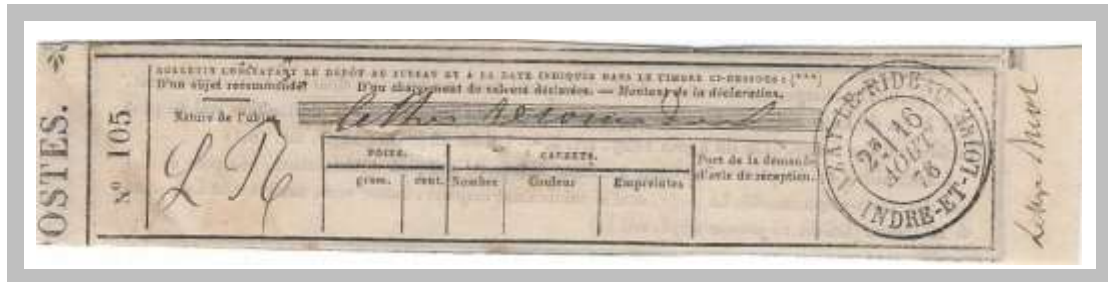 POSTES.
N° 105
BULLETIN CONSTATANT LE DÉPÔT AU BUREAU ET A LA DATE INDIQUÉS DANS LE TIMBRE CI-DESSOUS : (***)
D'un objet recommandé. D'un chargement de valeurs déclarées. — Montant de la déclaration.
Nature de l'objet
Lettre
L R
POIDS. CACHETS. Port de la demande
d'avis de réception.
gram. cent. Nombre Couleur Empreintes
AZAY-LE-RIDEAU
2E 16
AOUT
76
INDRE-ET-LOIRE